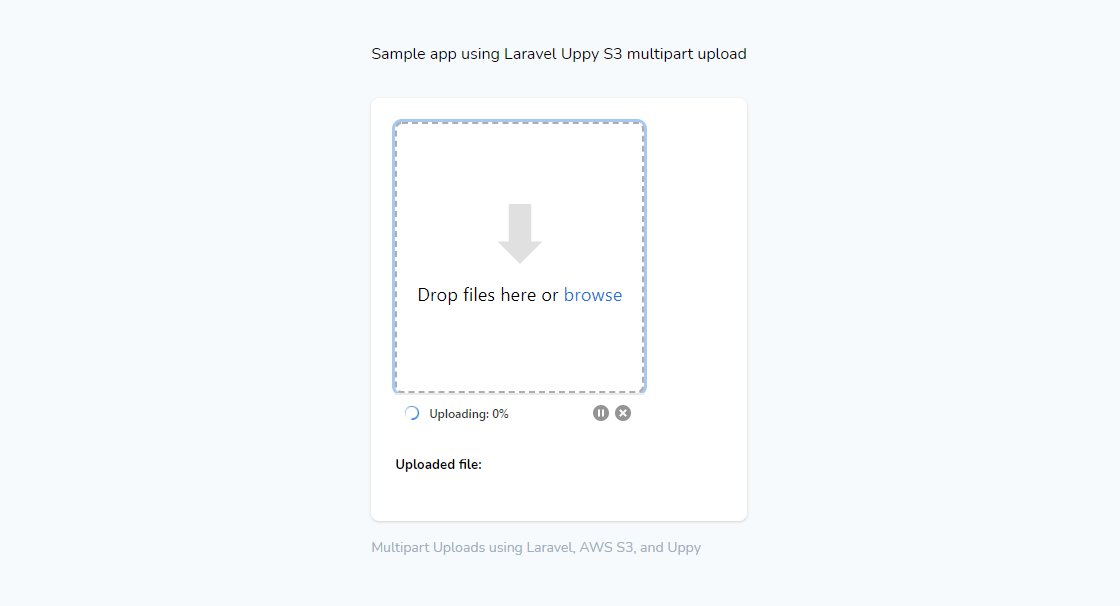 Sample app using Laravel Uppy S3 multipart upload
Drop files here or browse
Uploading: 0%
Uploaded file:
Multipart Uploads using Laravel, AWS S3, and Uppy